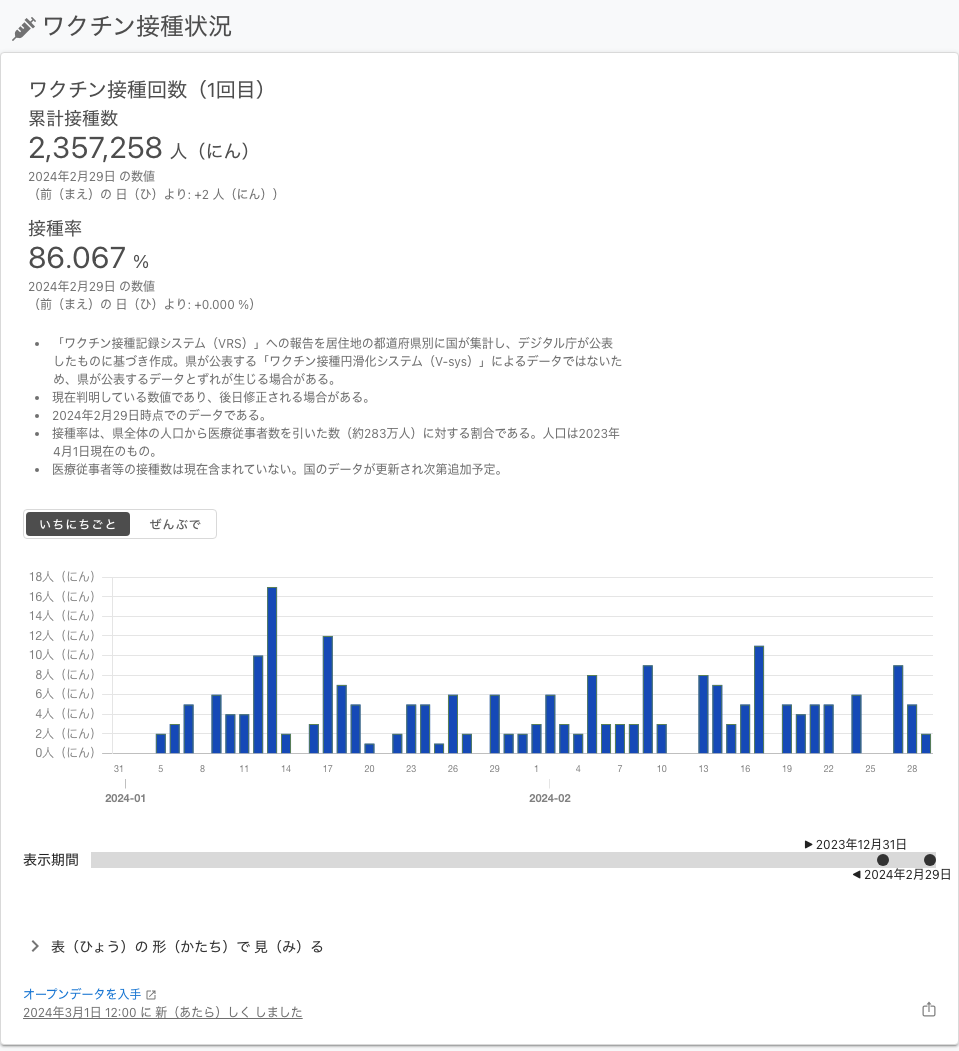 ワクチン接種状況
ワクチン接種回数（1回目）
累計接種数
2,357,258 人（にん）
2024年2月29日 の数値
（前（まえ）の 日（ひ）より: +2 人（にん））
接種率
86.067 %
2024年2月29日 の数値
（前（まえ）の 日（ひ）より: +0.000 %）
• 「ワクチン接種記録システム（VRS）」への報告を居住地の都道府県別に国が集計し、デジタル庁が公表
したものに基づき作成。県が公表する「ワクチン接種円滑化システム（V-sys）」によるデータではないた
め、県が公表するデータとずれが生じる場合がある。
• 現在判明している数値であり、後日修正される場合がある。
• 2024年2月29日時点でのデータである。
• 接種率は、県全体の人口から医療従事者数を引いた数（約283万人）に対する割合である。人口は2023年
4月1日現在のもの。
• 医療従事者等の接種数は現在含まれていない。国のデータが更新され次第追加予定。
いちにちごと ぜんぶで
18人（にん）
16人（にん）
14人（にん）
12人（にん）
10人（にん）
8人（にん）
6人（にん）
4人（にん）
2人（にん）
0人（にん）
31 5 8 11 14 17 20 23 26 29 1 4 7 10 13 16 19 22 25 28
2024-01 2024-02
▶ 2023年12月31日
表示期間
◀ 2024年2月29日
表（ひょう）の 形（かたち）で 見（み）る
オープンデータを入手
2024年3月1日 12:00 に 新（あたら）しく しました